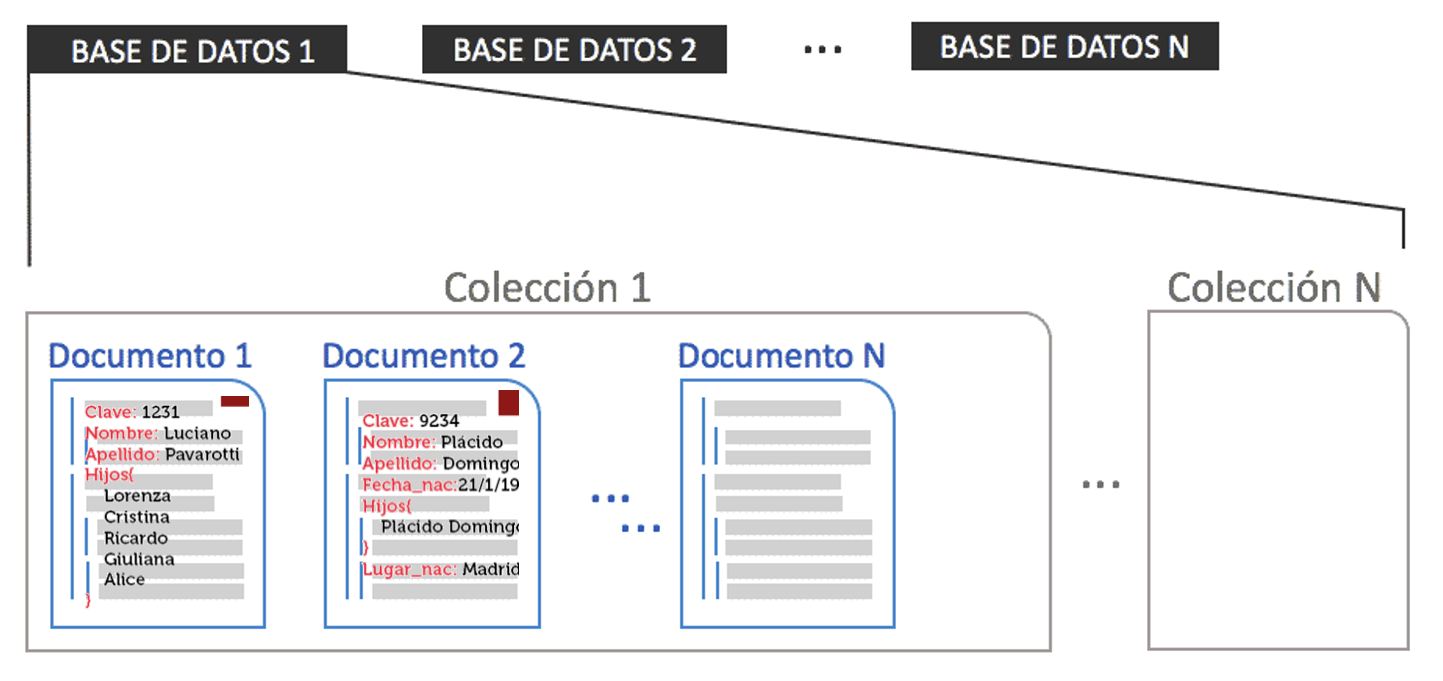 BASE DE DATOS 1
BASE DE DATOS 2
...
BASE DE DATOS N
Colección 1
Colección N
Documento 1
Clave: 1231
Nombre: Luciano
Apellido: Pavarotti
Hijos{
Lorenza
Cristina
Ricardo
Giuliana
Alice
}
Documento 2
Clave: 9234
Nombre: Plácido
Apellido: Domingo
Fecha_nac:21/1/19
Hijos{
Plácido Domingo
}
Lugar_nac: Madrid
...
...
Documento N
...